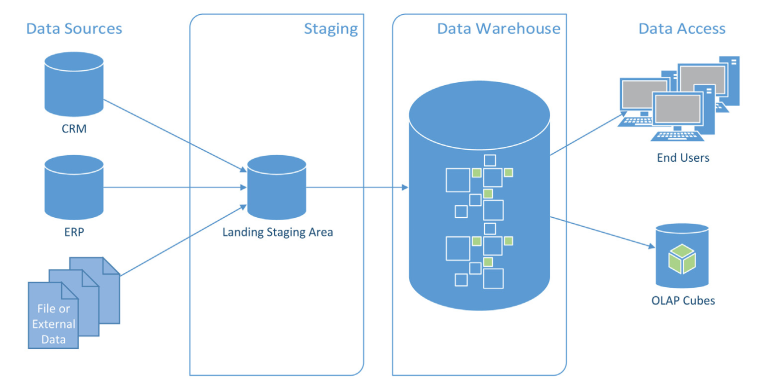 Data Sources
Staging
Data Warehouse
Data Access
CRM
End Users
ERP
Landing Staging Area
File or
External
Data
OLAP Cubes